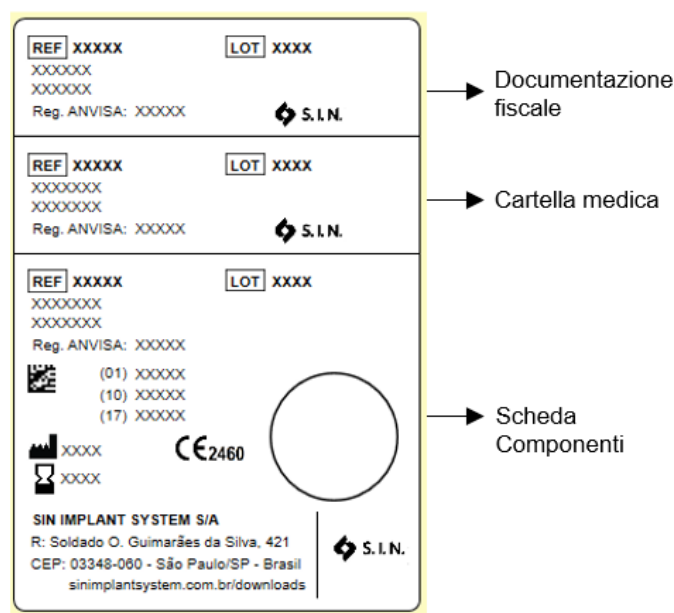 REF XXXXX LOT XXXX
XXXXXX
XXXXXX
Reg. ANVISA: XXXXX
S.I.N.
Documentazione
fiscale
REF XXXXX LOT XXXX
XXXXXXX
XXXXXXX
Reg. ANVISA: XXXXX
S.I.N.
Cartella medica
REF XXXXX LOT XXXX
XXXXXXX
XXXXXXX
Reg. ANVISA: XXXXX
(01) XXXXX
(10) XXXXX
(17) XXXXX
XXXX
CE2460
XXXX
Scheda
Componenti
SIN IMPLANT SYSTEM S/A
R: Soldado O. Guimarães da Silva, 421
CEP: 03348-060 - São Paulo/SP - Brasil
sinimplantsystem.com.br/downloads
S.I.N.